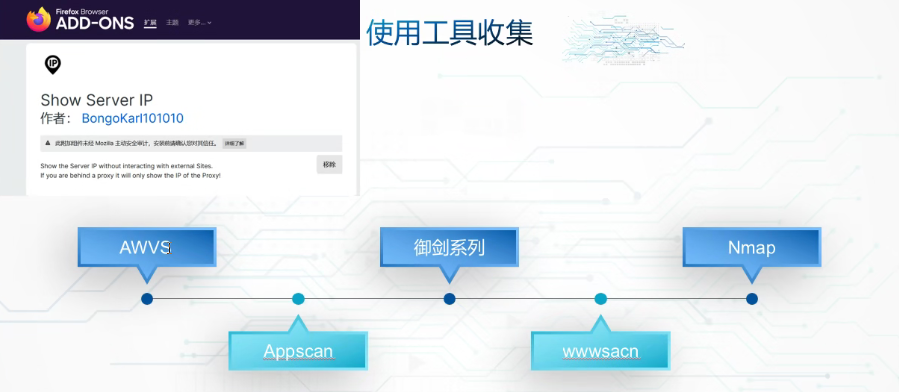 Firefox Browser
ADD-ONS 扩展 主题 更多...
使用工具收集
IP
Show Server IP
作者： BongoKarl101010
此附加组件未经 Mozilla 主动安全审计，安装前请确认您对其信任。 详细了解
Show the Server IP without interacting with external Sites.
If you are behind a proxy it will only show the IP of the Proxy!
移除
AWVS
御剑系列
Nmap
Appscan
wwwsacn